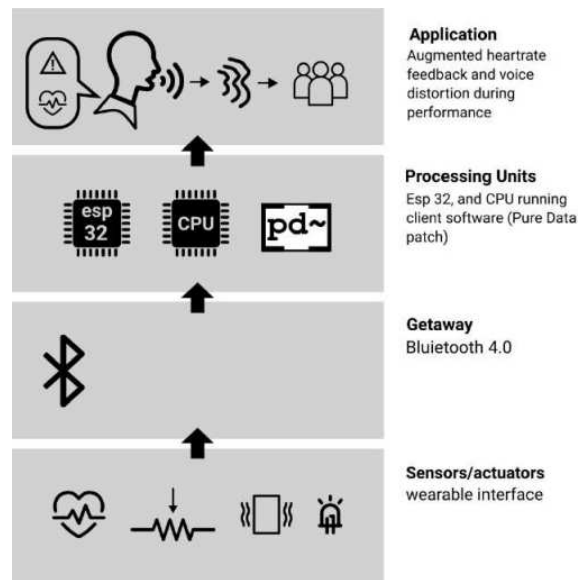 Application
Augmented heartrate
feedback and voice
distortion during
performance
esp
32
CPU
pd~
Processing Units
Esp 32, and CPU running
client software (Pure Data
patch)
Getaway
Bluietooth 4.0
Sensors/actuators
wearable interface